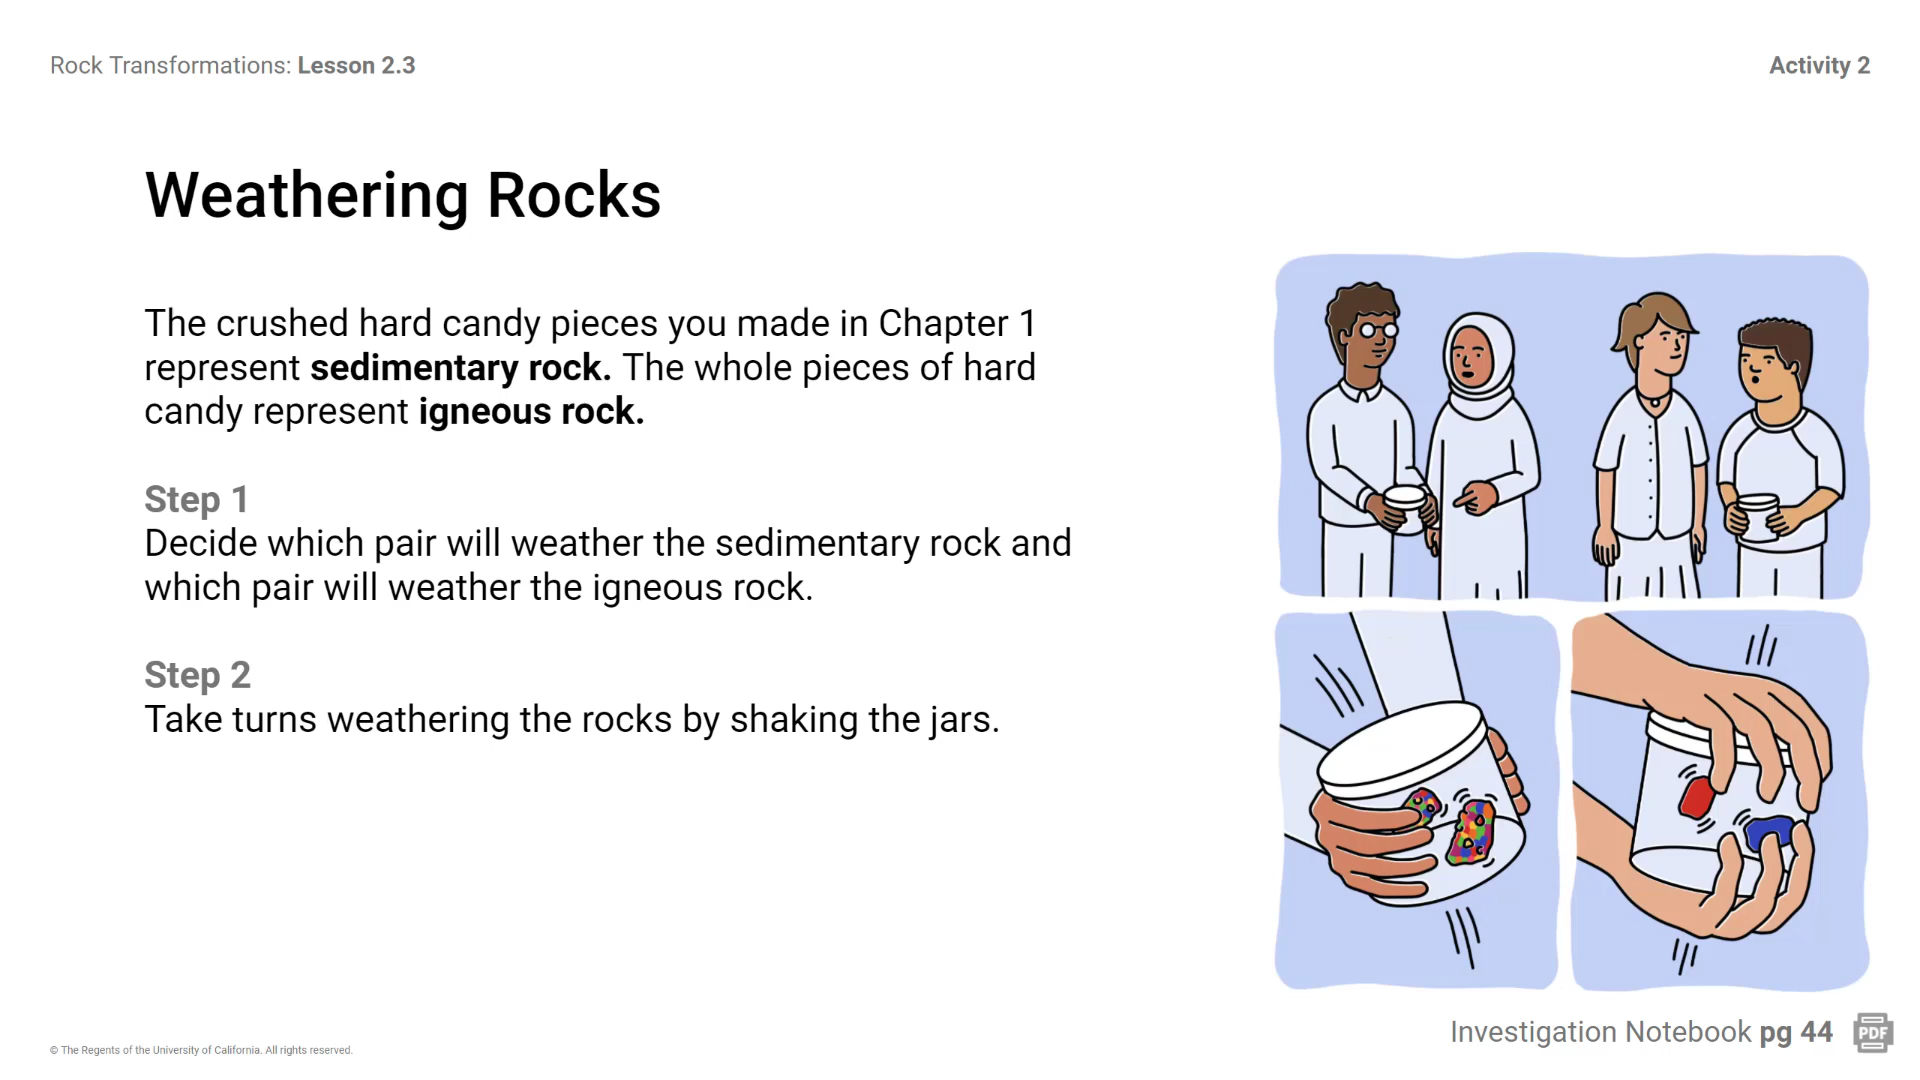 Rock Transformations: Lesson 2.3
Activity 2
Weathering Rocks
The crushed hard candy pieces you made in Chapter 1
represent sedimentary rock. The whole pieces of hard
candy represent igneous rock.
Step 1
Decide which pair will weather the sedimentary rock and
which pair will weather the igneous rock.
Step 2
Take turns weathering the rocks by shaking the jars.
Investigation Notebook pg 44
PDF
© The Regents of the University of California. All rights reserved.